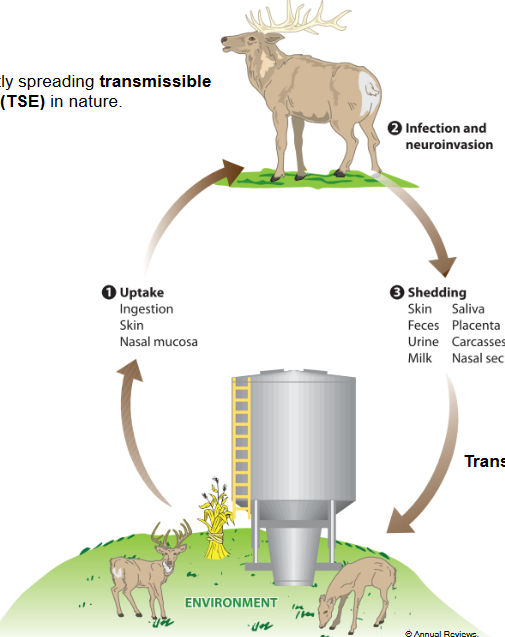 tly spreading transmissible
(TSE) in nature.
❷ Infection and
neuroinvasion
❶ Uptake
Ingestion
Skin
Nasal mucosa
❸ Shedding
Skin Saliva
Feces Placenta
Urine Carcasses
Milk Nasal sec
Trans
ENVIRONMENT
© Annual Reviews.